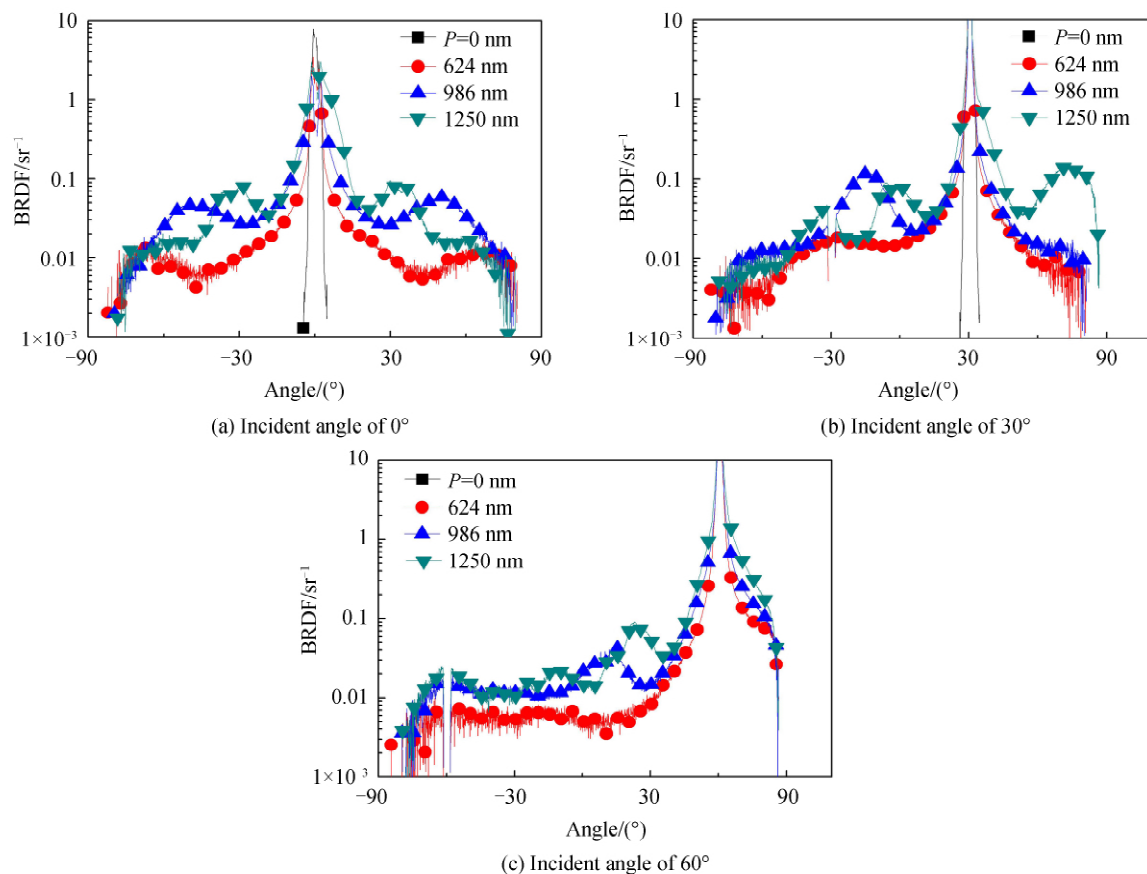 10
1
0.1
0.01
1×10⁻³
BRDF/sr⁻¹
P=0 nm
624 nm
986 nm
1250 nm
−90
−30
30
90
Angle/(°)
(a) Incident angle of 0°
10
1
0.1
0.01
1×10⁻³
BRDF/sr⁻¹
P=0 nm
624 nm
986 nm
1250 nm
−90
−30
30
90
Angle/(°)
(b) Incident angle of 30°
10
1
0.1
0.01
1×10⁻³
BRDF/sr⁻¹
P=0 nm
624 nm
986 nm
1250 nm
−90
−30
30
90
Angle/(°)
(c) Incident angle of 60°